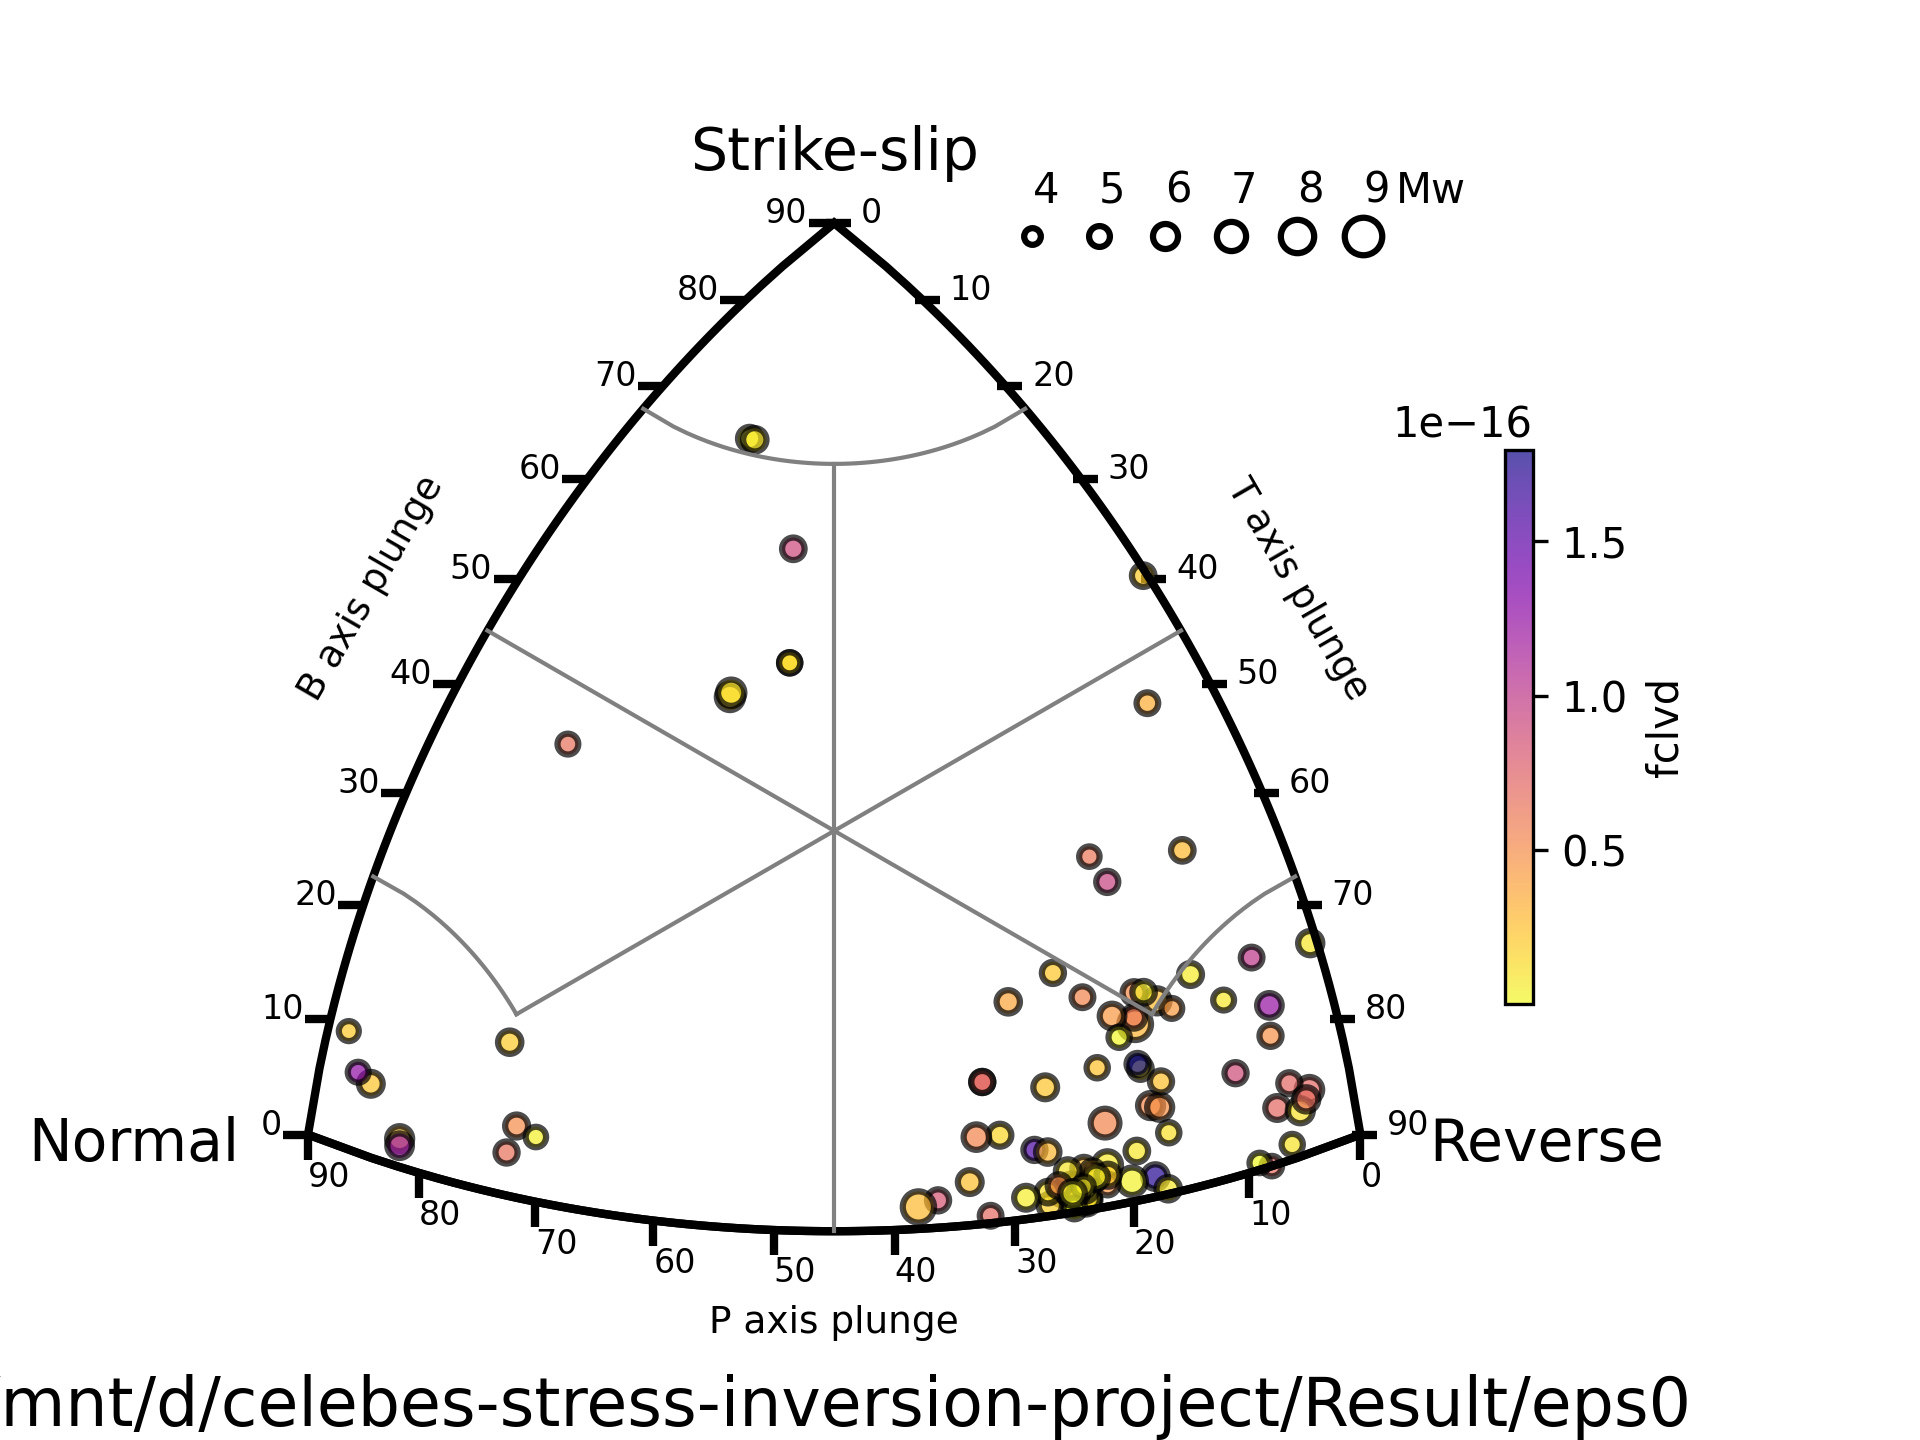 Strike-slip
4 5 6 7 8 9 Mw
90 0
80 10
70 20
60 30
50 40
40 50
30 60
20 70
10 80
0 90
B axis plunge
T axis plunge
1e−16
1.5
1.0
0.5
fclvd
Normal
Reverse
90 80 70 60 50 40 30 20 10 0
P axis plunge
mnt/d/celebes-stress-inversion-project/Result/eps0